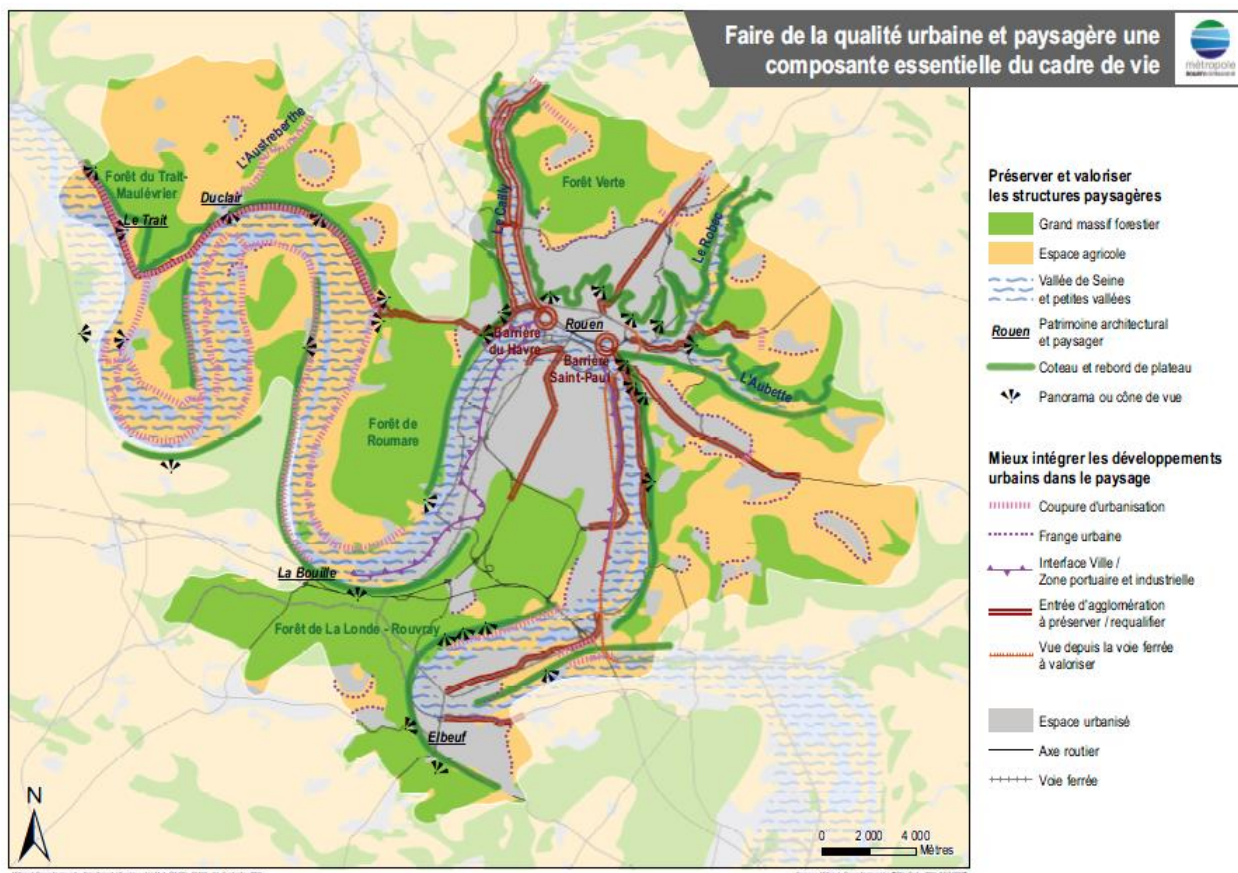 Faire de la qualité urbaine et paysagère une
composante essentielle du cadre de vie
métropole
ROUENNORMANDIE
Préserver et valoriser
les structures paysagères
Grand massif forestier
Espace agricole
Vallée de Seine
et petites vallées
Rouen
Patrimoine architectural
et paysager
Coteau et rebord de plateau
Panorama ou cône de vue
Mieux intégrer les développements
urbains dans le paysage
Coupure d'urbanisation
Frange urbaine
Interface Ville /
Zone portuaire et industrielle
Entrée d'agglomération
à préserver / requalifier
Vue depuis la voie ferrée
à valoriser
Espace urbanisé
Axe routier
Voie ferrée
L'Austreberthe
Forêt du Trait-
Maulévrier
Duclair
Le Trait
Forêt Verte
Le Cailly
Le Robec
Rouen
Barrière
du Havre
Barrière
Saint-Paul
L'Aubette
Forêt de
Roumare
La Bouille
Forêt de La Londe - Rouvray
Elbeuf
N
0 2 000 4 000
Mètres